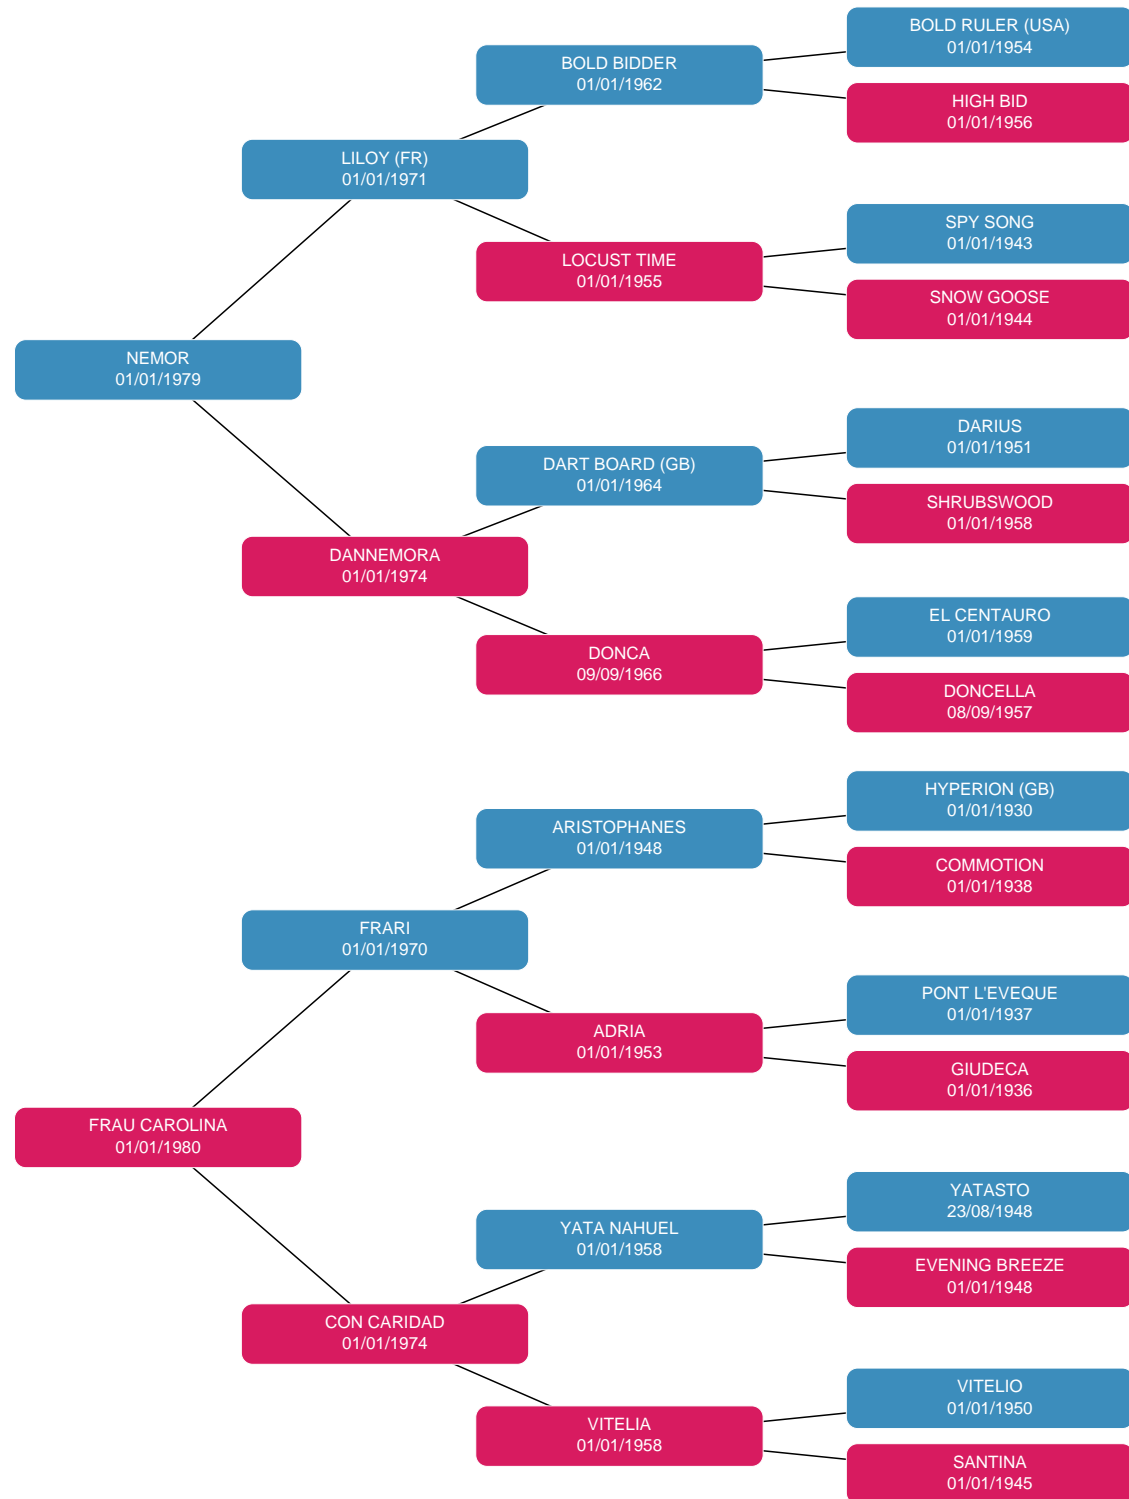 BOLD RULER (USA)
01/01/1954
BOLD BIDDER
01/01/1962
HIGH BID
01/01/1956
LILOY (FR)
01/01/1971
SPY SONG
01/01/1943
LOCUST TIME
01/01/1955
SNOW GOOSE
01/01/1944
NEMOR
01/01/1979
DARIUS
01/01/1951
DART BOARD (GB)
01/01/1964
SHRUBSWOOD
01/01/1958
DANNEMORA
01/01/1974
EL CENTAURO
01/01/1959
DONCA
09/09/1966
DONCELLA
08/09/1957
HYPERION (GB)
01/01/1930
ARISTOPHANES
01/01/1948
COMMOTION
01/01/1938
FRARI
01/01/1970
PONT L'EVEQUE
01/01/1937
ADRIA
01/01/1953
GIUDECA
01/01/1936
FRAU CAROLINA
01/01/1980
YATASTO
23/08/1948
YATA NAHUEL
01/01/1958
EVENING BREEZE
01/01/1948
CON CARIDAD
01/01/1974
VITELIO
01/01/1950
VITELIA
01/01/1958
SANTINA
01/01/1945